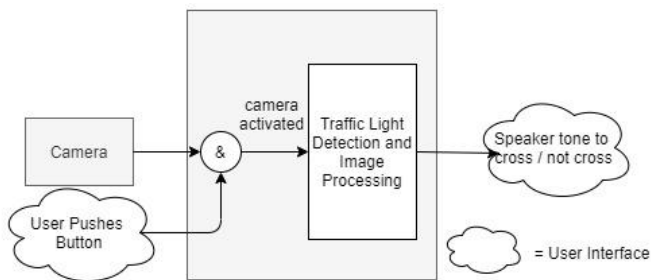 camera
activated
Camera
&
Traffic Light
Detection and
Image
Processing
Speaker tone to
cross / not cross
User Pushes
Button
= User Interface